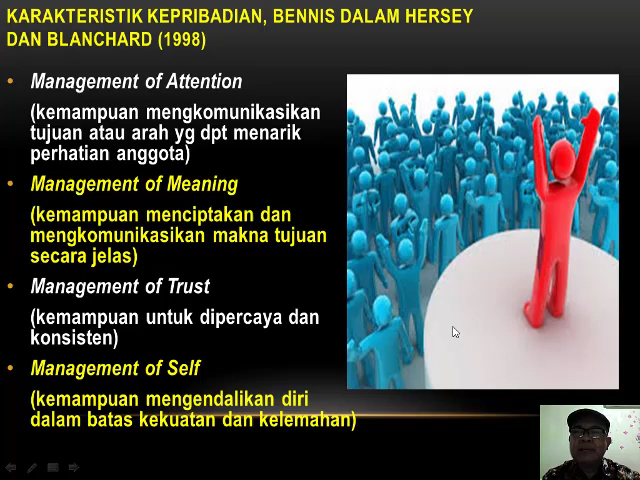 KARAKTERISTIK KEPRIBADIAN, BENNIS DALAM HERSEY
DAN BLANCHARD (1998)
• Management of Attention
(kemampuan mengkomunikasikan
tujuan atau arah yg dpt menarik
perhatian anggota)
• Management of Meaning
(kemampuan menciptakan dan
mengkomunikasikan makna tujuan
secara jelas)
• Management of Trust
(kemampuan untuk dipercaya dan
konsisten)
• Management of Self
(kemampuan mengendalikan diri
dalam batas kekuatan dan kelemahan)